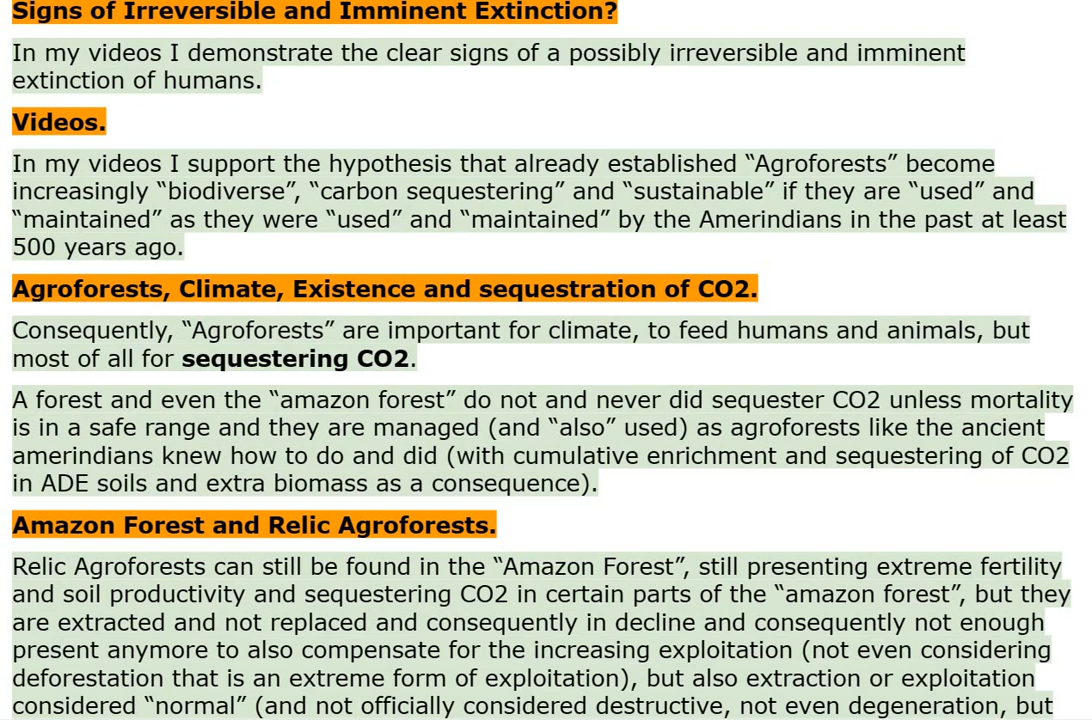 Signs of Irreversible and Imminent Extinction?
In my videos I demonstrate the clear signs of a possibly irreversible and imminent
extinction of humans.
Videos.
In my videos I support the hypothesis that already established “Agroforests” become
increasingly “biodiverse”, “carbon sequestering” and “sustainable” if they are “used” and
“maintained” as they were “used” and “maintained” by the Amerindians in the past at least
500 years ago.
Agroforests, Climate, Existence and sequestration of CO2.
Consequently, “Agroforests” are important for climate, to feed humans and animals, but
most of all for sequestering CO2.
A forest and even the “amazon forest” do not and never did sequester CO2 unless mortality
is in a safe range and they are managed (and “also” used) as agroforests like the ancient
amerindians knew how to do and did (with cumulative enrichment and sequestering of CO2
in ADE soils and extra biomass as a consequence).
Amazon Forest and Relic Agroforests.
Relic Agroforests can still be found in the “Amazon Forest”, still presenting extreme fertility
and soil productivity and sequestering CO2 in certain parts of the “amazon forest”, but they
are extracted and not replaced and consequently in decline and consequently not enough
present anymore to also compensate for the increasing exploitation (not even considering
deforestation that is an extreme form of exploitation), but also extraction or exploitation
considered “normal” (and not officially considered destructive, not even degeneration, but